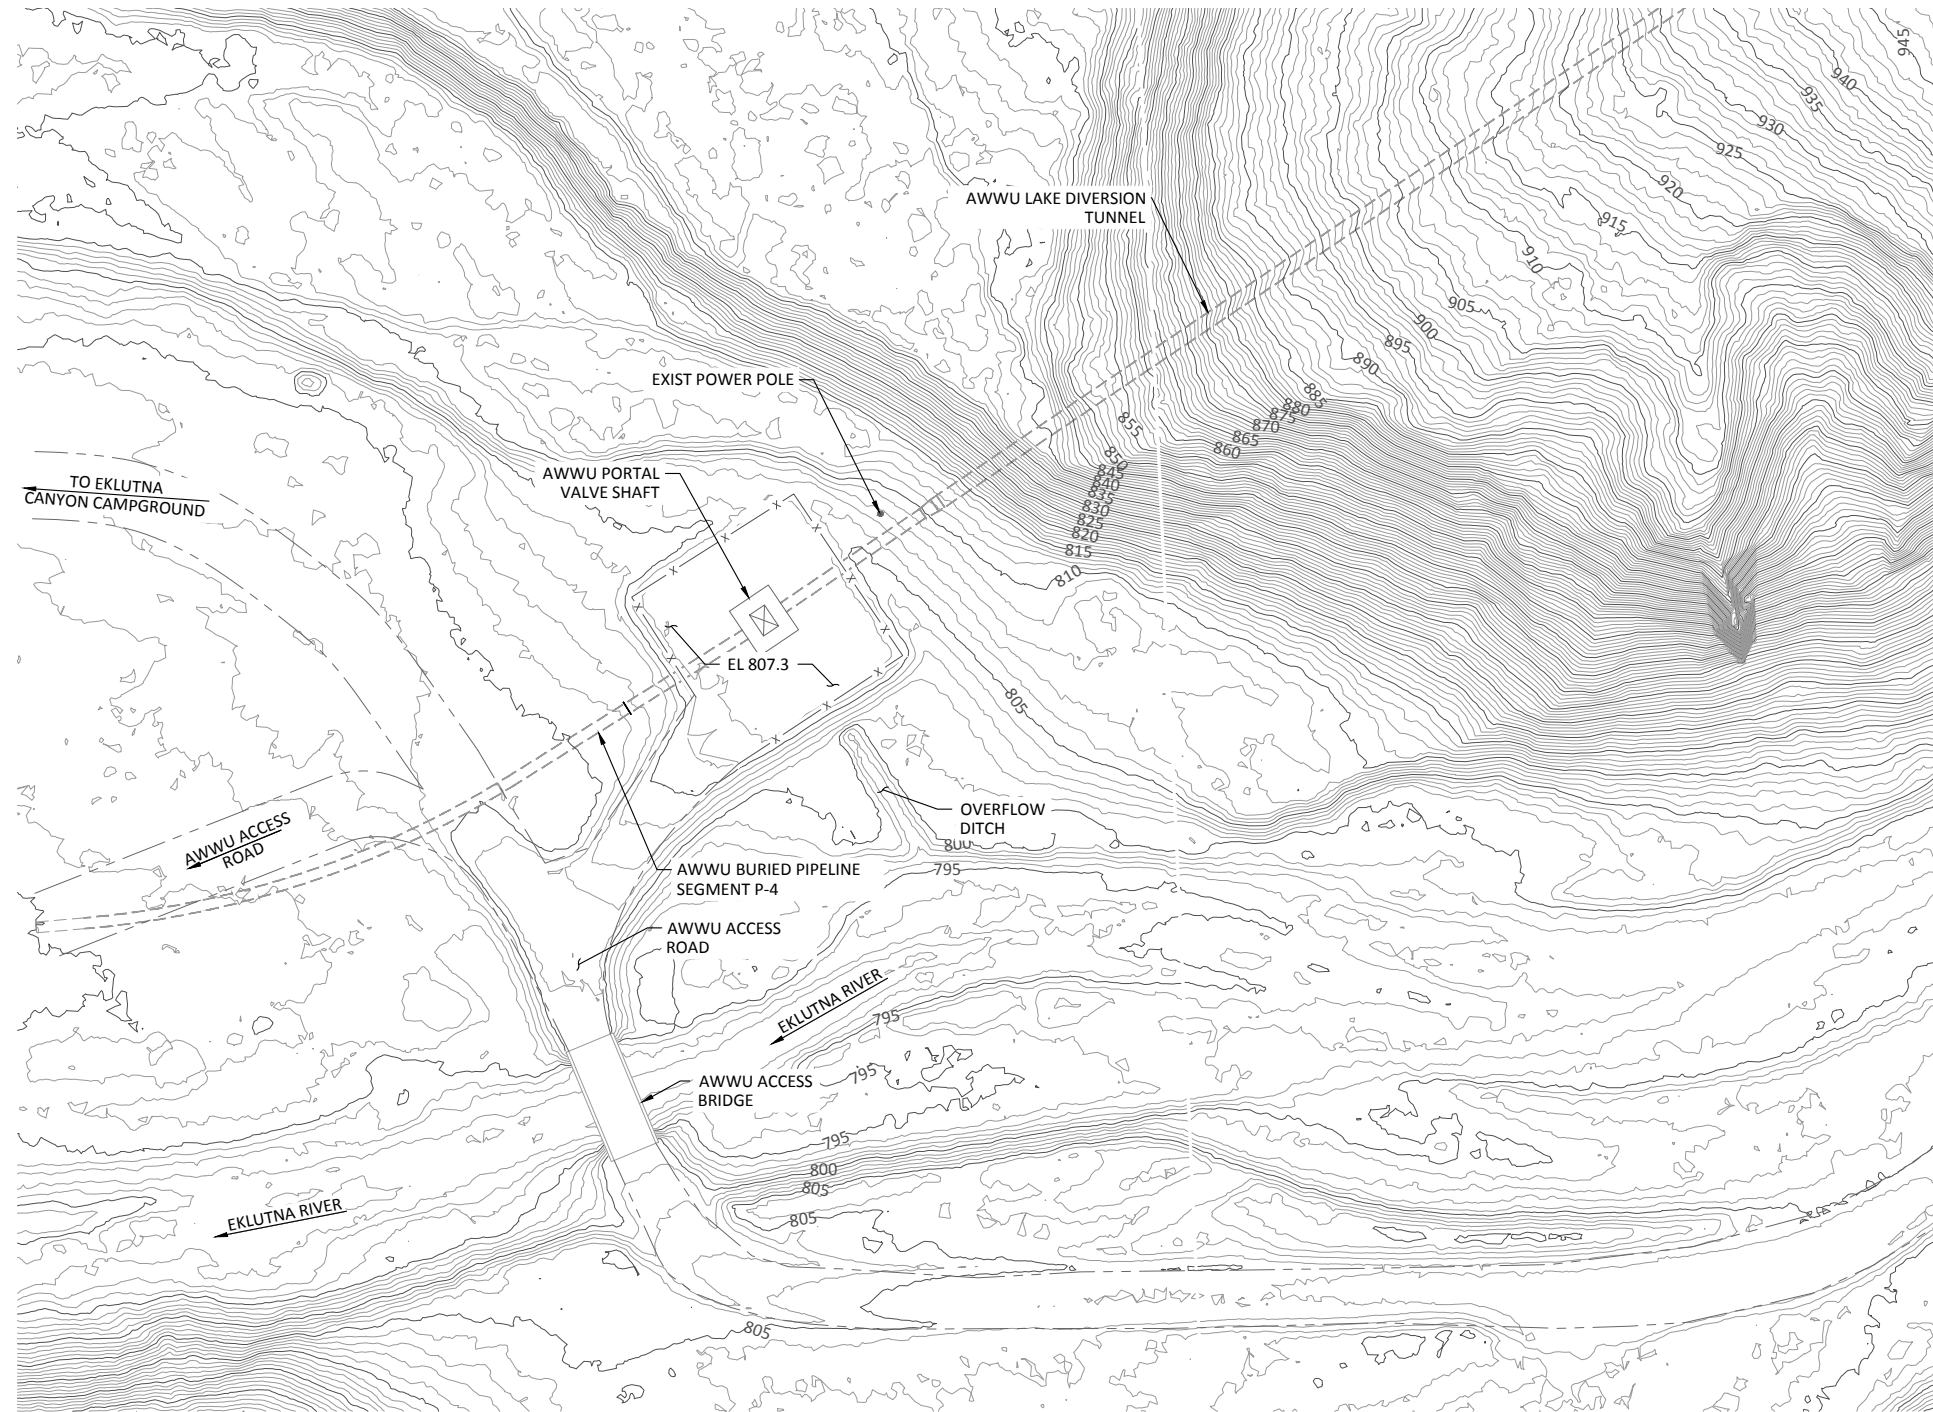 945
940
935
930
925
920
915
910
905
900
895
890
885
880
875
870
865
860
855
850
845
840
835
830
825
820
815
810
AWWU LAKE DIVERSION
TUNNEL
EXIST POWER POLE
AWWU PORTAL
VALVE SHAFT
TO EKLUTNA
CANYON CAMPGROUND
EL 807.3
805
OVERFLOW
DITCH
800
795
AWWU ACCESS
ROAD
AWWU BURIED PIPELINE
SEGMENT P-4
AWWU ACCESS
ROAD
EKLUTNA RIVER
795
795
AWWU ACCESS
BRIDGE
795
800
805
805
EKLUTNA RIVER
805